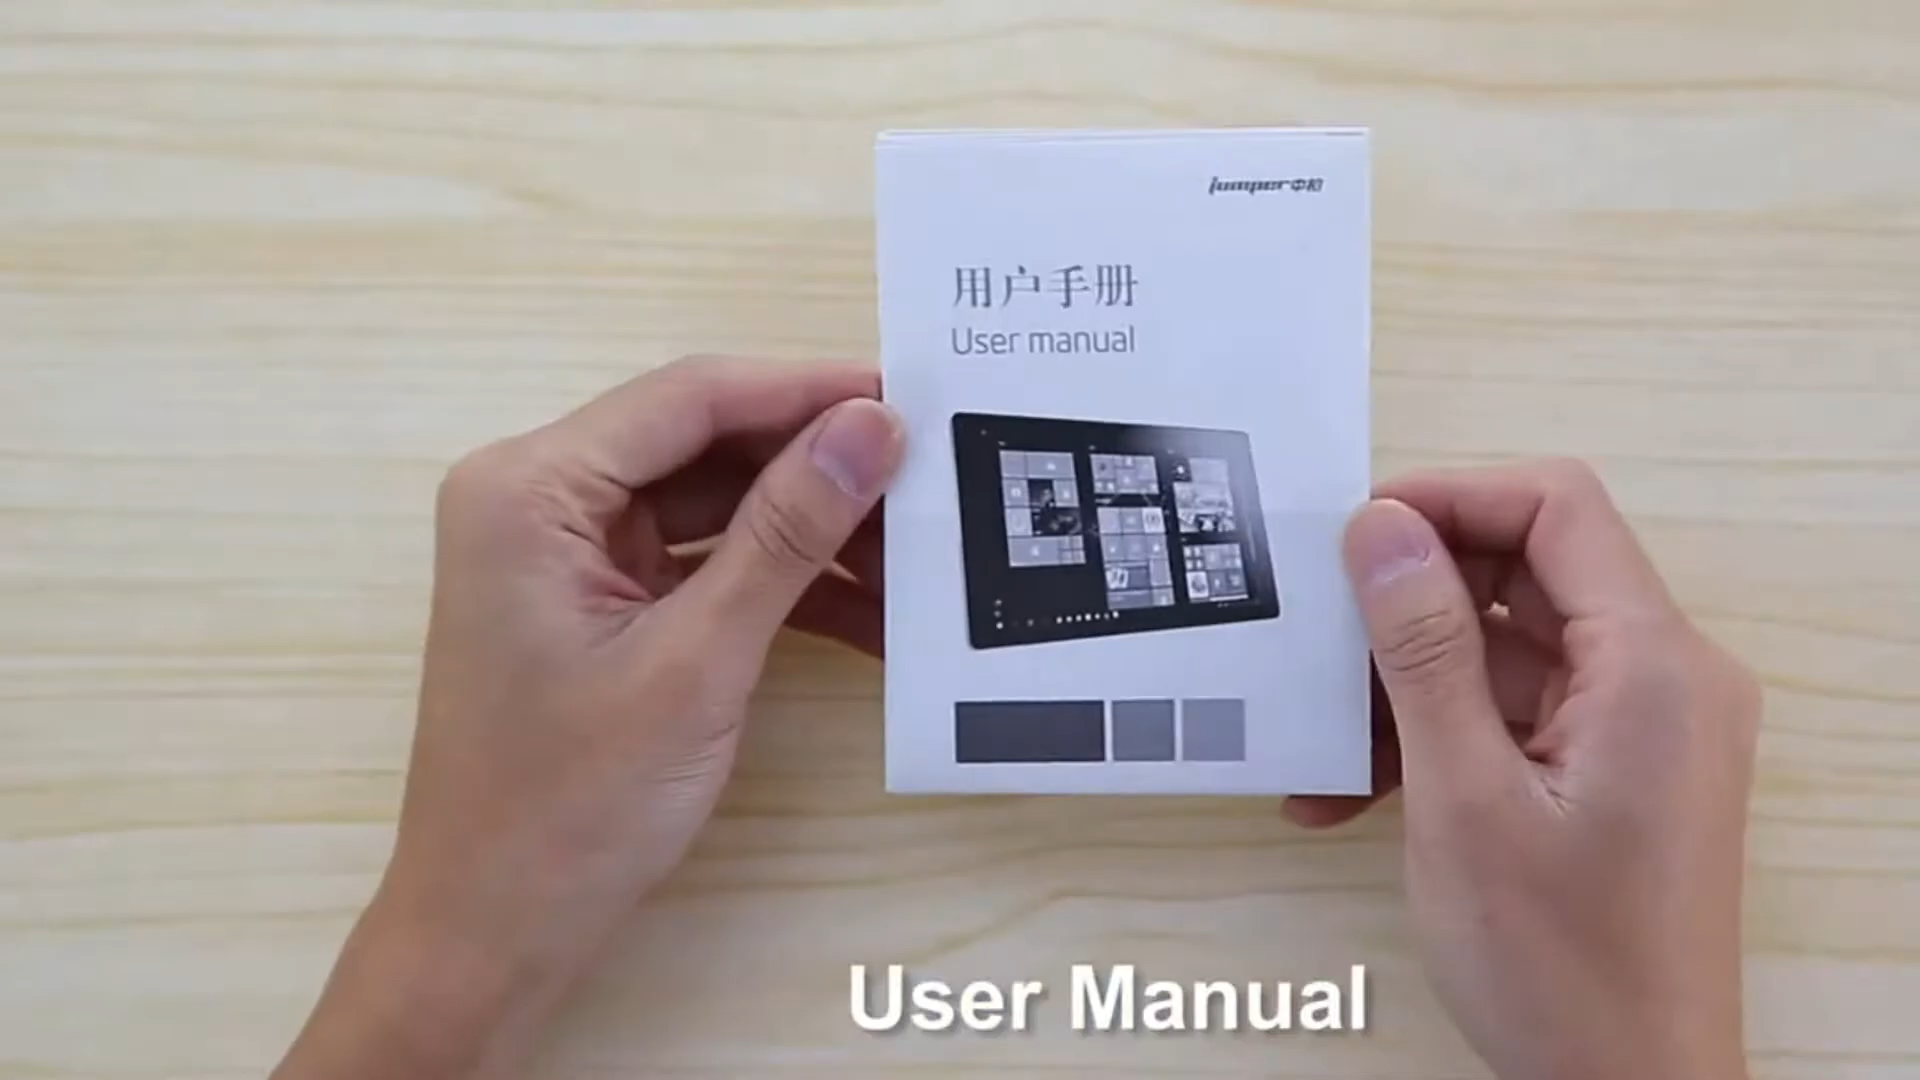 jumper中柏
用户手册
User manual
User Manual